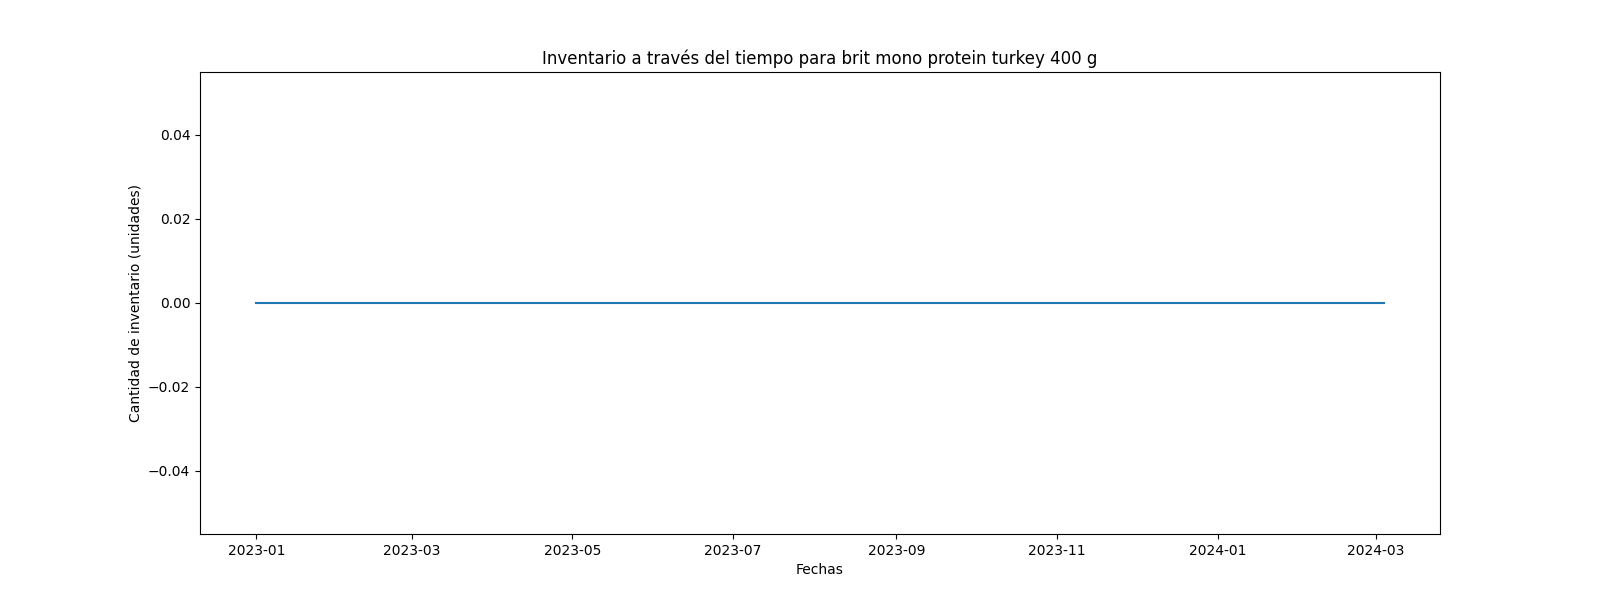 Inventario a través del tiempo para brit mono protein turkey 400 g
Cantidad de inventario (unidades)
0.04
0.02
0.00
−0.02
−0.04
2023-01 2023-03 2023-05 2023-07 2023-09 2023-11 2024-01 2024-03
Fechas